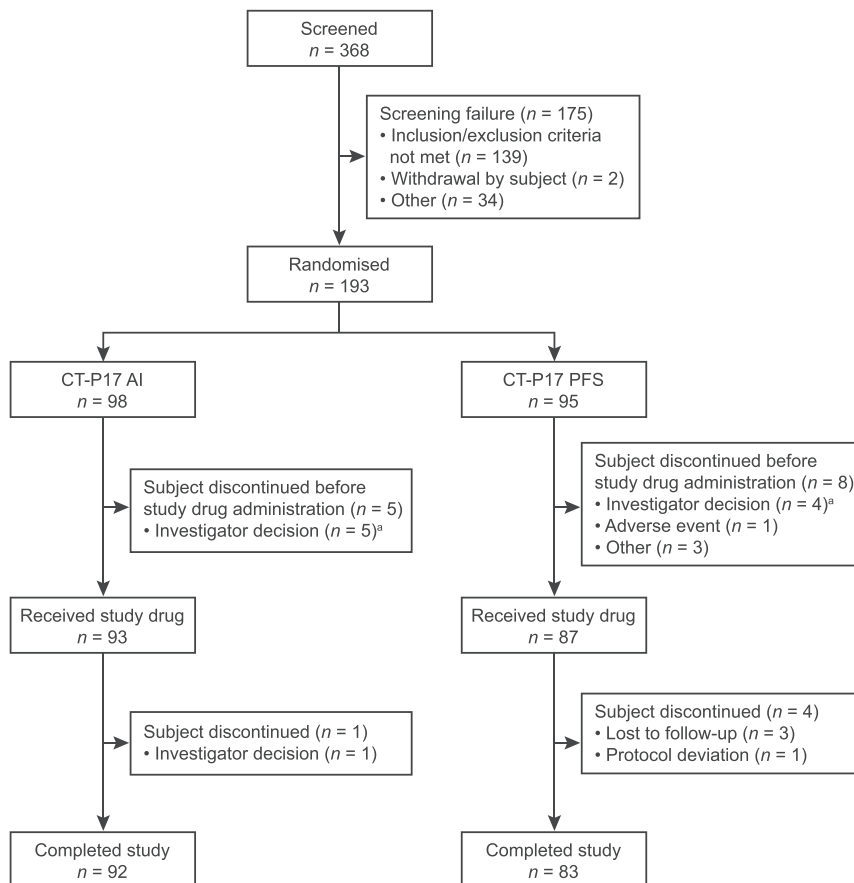 Screened
n = 368
Screening failure (n = 175)
• Inclusion/exclusion criteria
not met (n = 139)
• Withdrawal by subject (n = 2)
• Other (n = 34)
Randomised
n = 193
CT-P17 AI
n = 98
CT-P17 PFS
n = 95
Subject discontinued before
study drug administration (n = 5)
• Investigator decision (n = 5)ᵃ
Subject discontinued before
study drug administration (n = 8)
• Investigator decision (n = 4)ᵃ
• Adverse event (n = 1)
• Other (n = 3)
Received study drug
n = 93
Received study drug
n = 87
Subject discontinued (n = 1)
• Investigator decision (n = 1)
Subject discontinued (n = 4)
• Lost to follow-up (n = 3)
• Protocol deviation (n = 1)
Completed study
n = 92
Completed study
n = 83